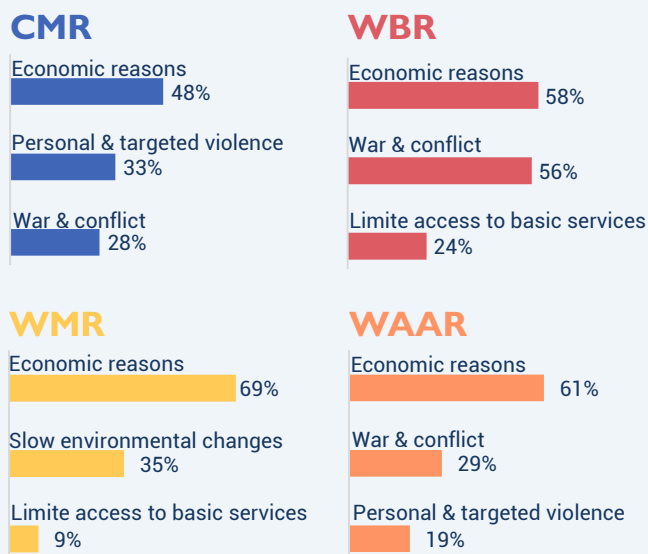 CMR
Economic reasons
48%
Personal & targeted violence
33%
War & conflict
28%
WBR
Economic reasons
58%
War & conflict
56%
Limite access to basic services
24%
WMR
Economic reasons
69%
Slow environmental changes
35%
Limite access to basic services
9%
WAAR
Economic reasons
61%
War & conflict
29%
Personal & targeted violence
19%